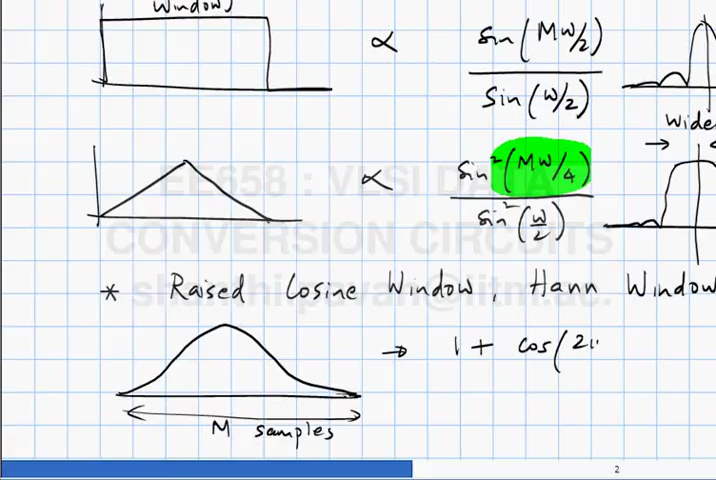 Window
∝ sin(Mω/2) / sin(ω/2)
Wide
∝ sin²(Mω/4) / sin²(ω/2)
EE658 : VLSI DATA
CONVERSION CIRCUITS
* Raised Cosine Window, Hann Window
→ 1 + cos(2
M samples
2